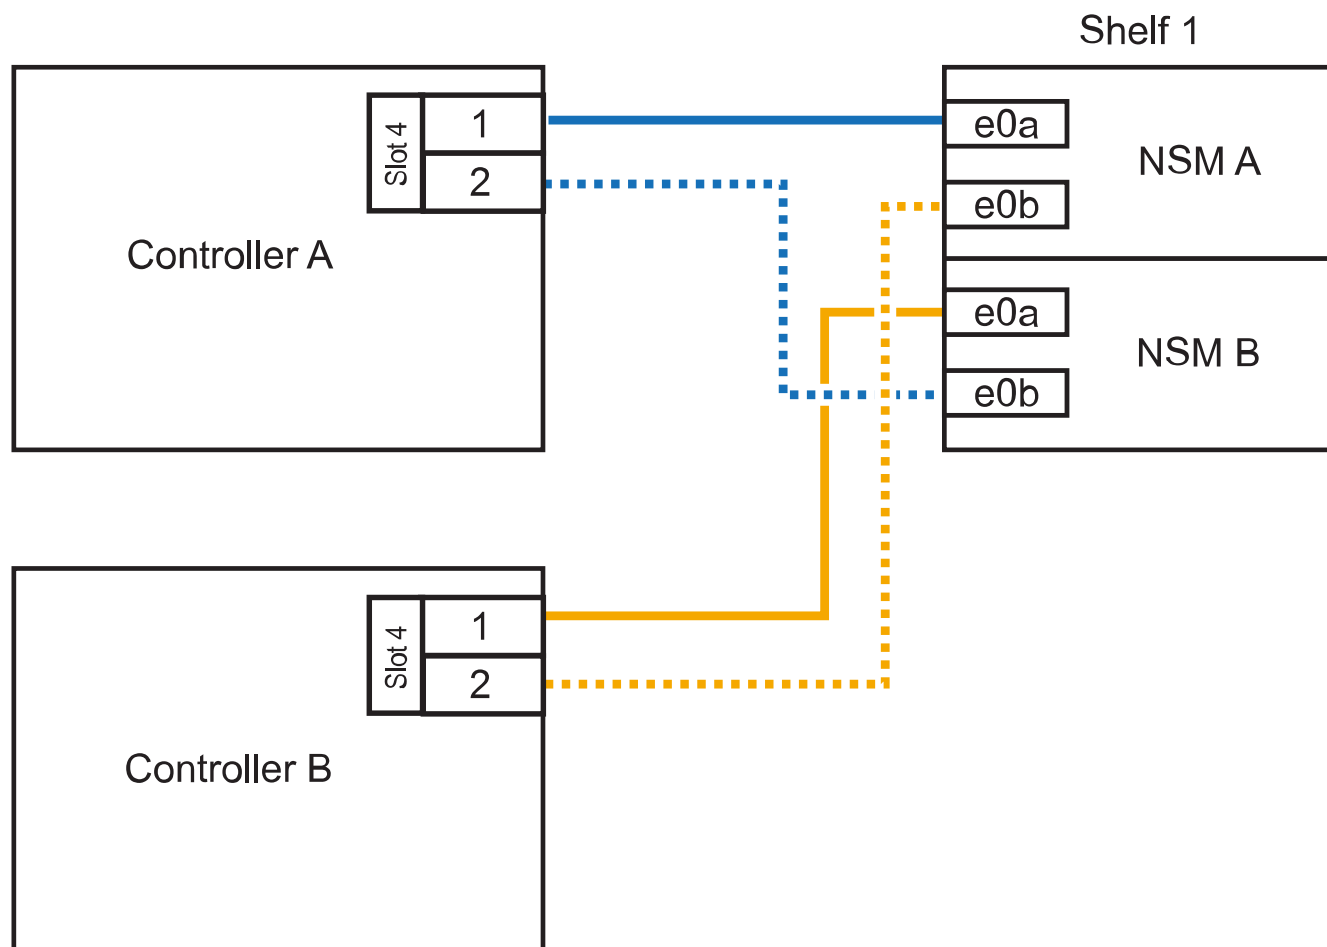 Shelf 1
Slot 4
1
2
Controller A
e0a
e0b
NSM A
e0a
e0b
NSM B
Slot 4
1
2
Controller B